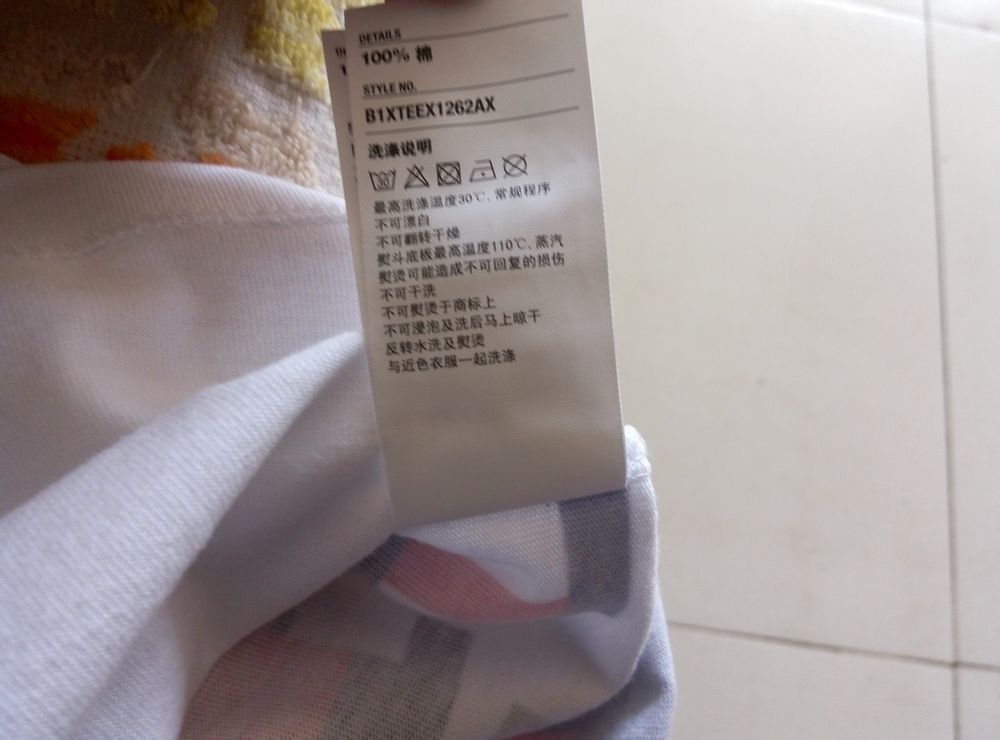 DETAILS
100% 棉
STYLE NO.
B1XTEEX1262AX
洗涤说明
30
最高洗涤温度30℃, 常规程序
不可漂白
不可翻转干燥
熨斗底板最高温度110℃, 蒸汽
熨烫可能造成不可回复的损伤
不可干洗
不可熨烫于商标上
不可浸泡及洗后马上晾干
反转水洗及熨烫
与近色衣服一起洗涤